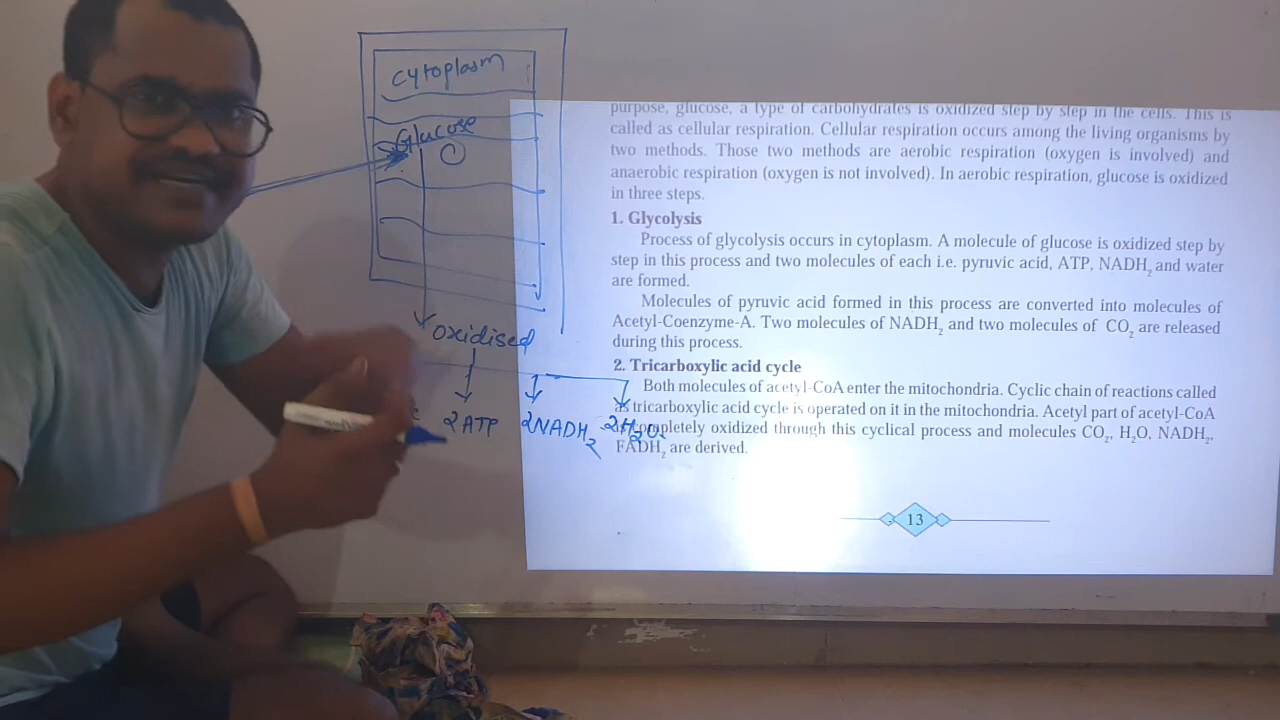 cytoplasm
Glucose
1
oxidised
2ATP
2NADH2
2H2O
purpose, glucose, a type of carbohydrates is oxidized step by step in the cells. This is
called as cellular respiration. Cellular respiration occurs among the living organisms by
two methods. Those two methods are aerobic respiration (oxygen is involved) and
anaerobic respiration (oxygen is not involved). In aerobic respiration, glucose is oxidized
in three steps.
1. Glycolysis
Process of glycolysis occurs in cytoplasm. A molecule of glucose is oxidized step by
step in this process and two molecules of each i.e. pyruvic acid, ATP, NADH2 and water
are formed.
Molecules of pyruvic acid formed in this process are converted into molecules of
Acetyl-Coenzyme-A. Two molecules of NADH2 and two molecules of CO2 are released
during this process.
2. Tricarboxylic acid cycle
Both molecules of acetyl-CoA enter the mitochondria. Cyclic chain of reactions called
as tricarboxylic acid cycle is operated on it in the mitochondria. Acetyl part of acetyl-CoA
completely oxidized through this cyclical process and molecules CO2, H2O, NADH2,
FADH2 are derived.
13